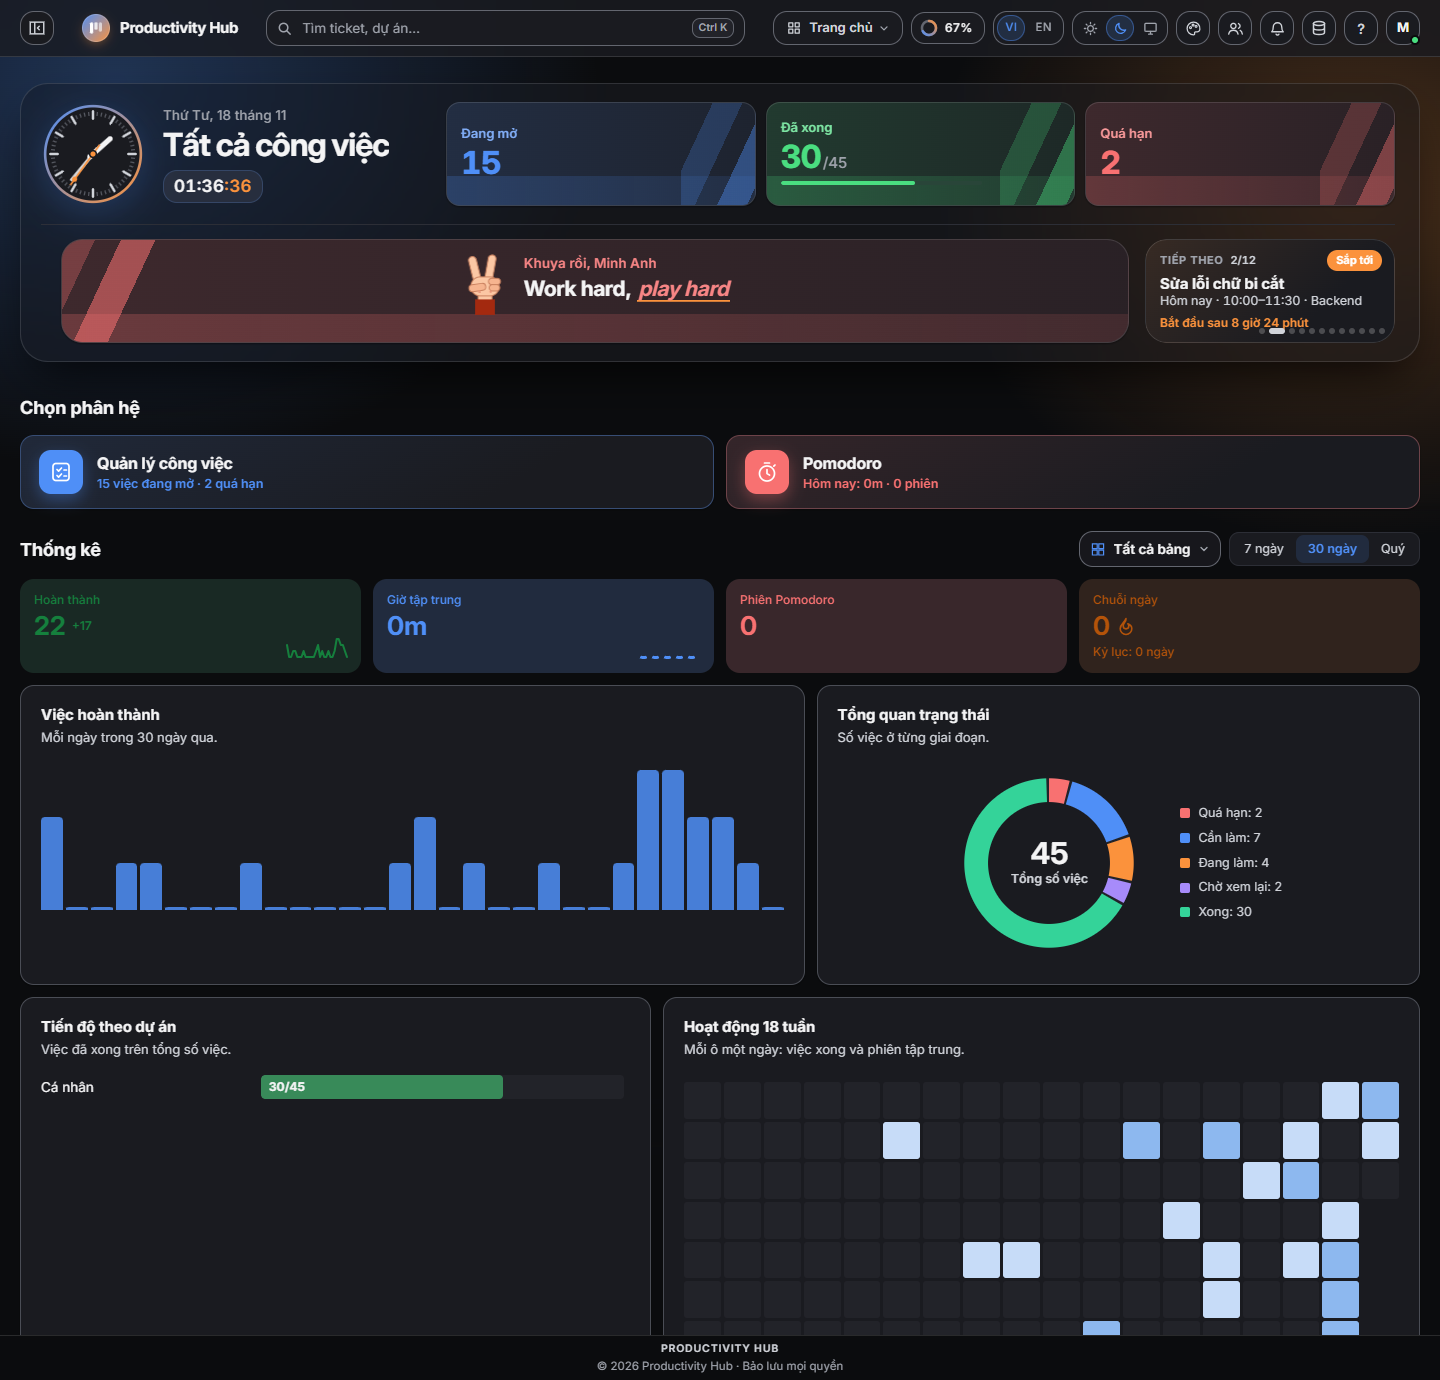 Productivity Hub
Tìm ticket, dự án...
Ctrl K
Trang chủ
67%
VI
EN
?
M
Thứ Tư, 18 tháng 11
Tất cả công việc
01:36:36
Đang mở
15
Đã xong
30/45
Quá hạn
2
Khuya rồi, Minh Anh
Work hard, play hard
TIẾP THEO 2/12
Sắp tới
Sửa lỗi chữ bị cắt
Hôm nay · 10:00–11:30 · Backend
Bắt đầu sau 8 giờ 24 phút
Chọn phân hệ
Quản lý công việc
15 việc đang mở · 2 quá hạn
Pomodoro
Hôm nay: 0m · 0 phiên
Thống kê
Tất cả bảng
7 ngày
30 ngày
Quý
Hoàn thành
22 +17
Giờ tập trung
0m
Phiên Pomodoro
0
Chuỗi ngày
0
Kỷ lục: 0 ngày
Việc hoàn thành
Mỗi ngày trong 30 ngày qua.
Tổng quan trạng thái
Số việc ở từng giai đoạn.
45
Tổng số việc
Quá hạn: 2
Cần làm: 7
Đang làm: 4
Chờ xem lại: 2
Xong: 30
Tiến độ theo dự án
Việc đã xong trên tổng số việc.
Cá nhân
30/45
Hoạt động 18 tuần
Mỗi ô một ngày: việc xong và phiên tập trung.
PRODUCTIVITY HUB
© 2026 Productivity Hub · Bảo lưu mọi quyền